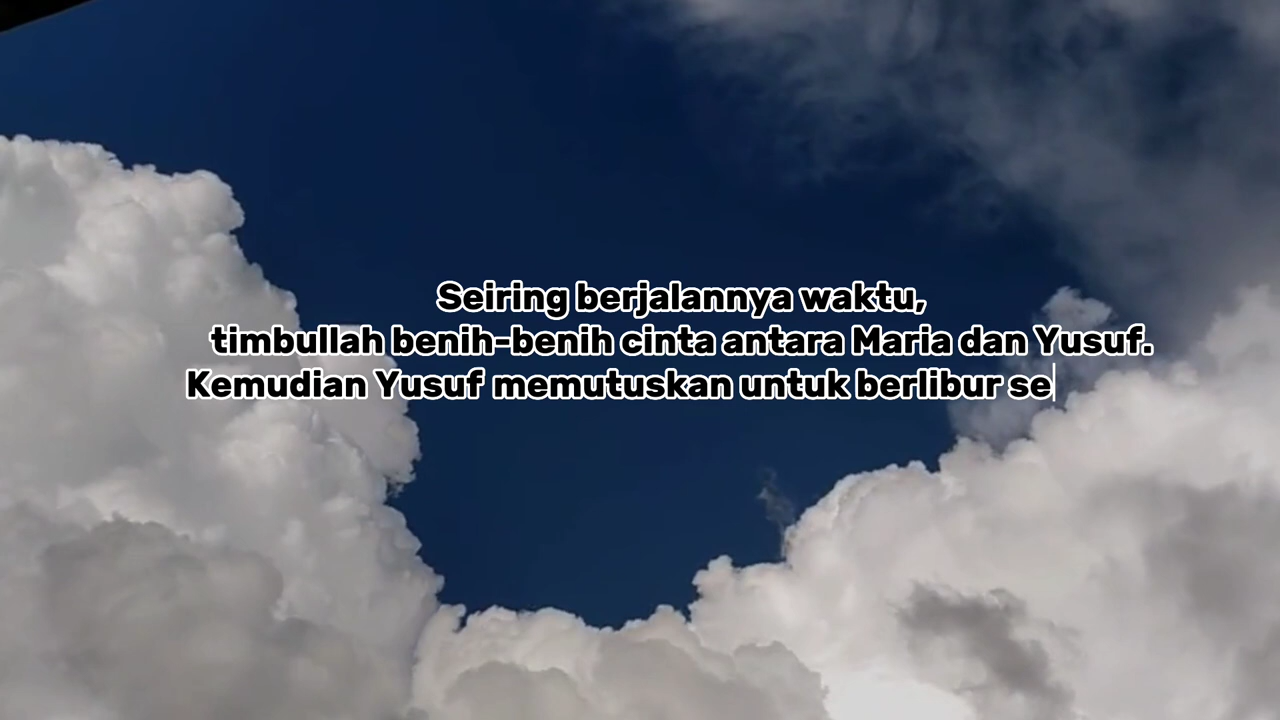 Seiring berjalannya waktu,
timbullah benih-benih cinta antara Maria dan Yusuf.
Kemudian Yusuf memutuskan untuk berlibur se